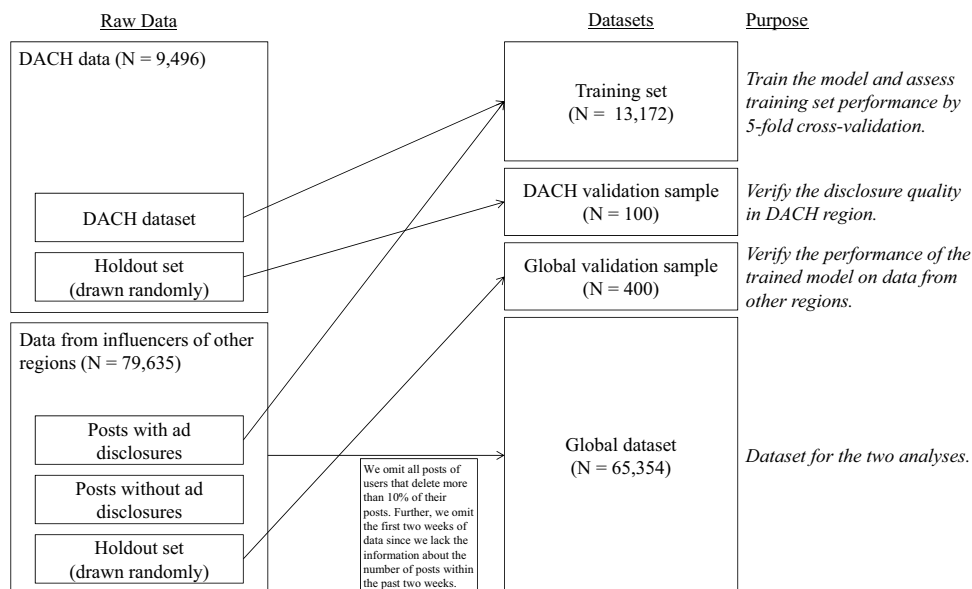 Raw Data
DACH data (N = 9,496)
DACH dataset
Holdout set
(drawn randomly)
Data from influencers of other
regions (N = 79,635)
Posts with ad
disclosures
Posts without ad
disclosures
Holdout set
(drawn randomly)
We omit all posts of
users that delete more
than 10% of their
posts. Further, we omit
the first two weeks of
data since we lack the
information about the
number of posts within
the past two weeks.
Datasets
Training set
(N = 13,172)
DACH validation sample
(N = 100)
Global validation sample
(N = 400)
Global dataset
(N = 65,354)
Purpose
Train the model and assess
training set performance by
5-fold cross-validation.
Verify the disclosure quality
in DACH region.
Verify the performance of the
trained model on data from
other regions.
Dataset for the two analyses.